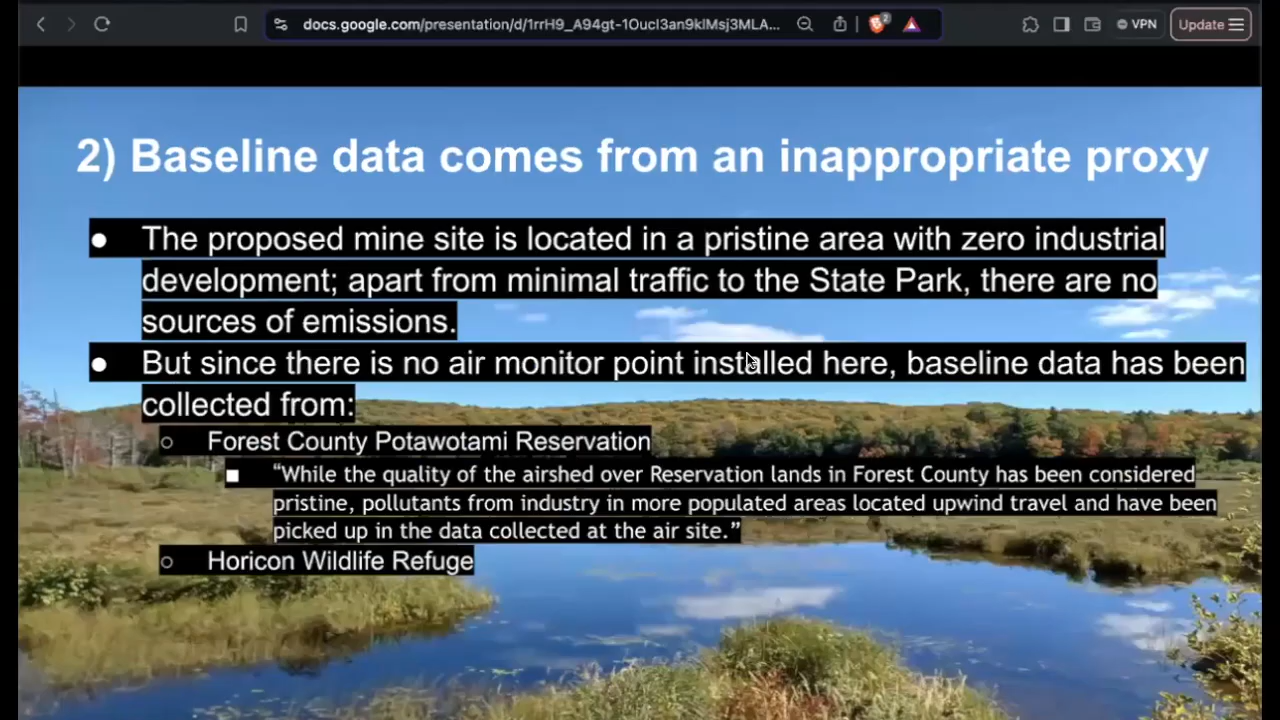 docs.google.com/presentation/d/1rrH9_A94gt-1Oucl3an9klMsj3MLA...
2
VPN
Update
2) Baseline data comes from an inappropriate proxy
● The proposed mine site is located in a pristine area with zero industrial
development; apart from minimal traffic to the State Park, there are no
sources of emissions.
● But since there is no air monitor point installed here, baseline data has been
collected from:
○ Forest County Potawotami Reservation
■ “While the quality of the airshed over Reservation lands in Forest County has been considered
pristine, pollutants from industry in more populated areas located upwind travel and have been
picked up in the data collected at the air site.”
○ Horicon Wildlife Refuge